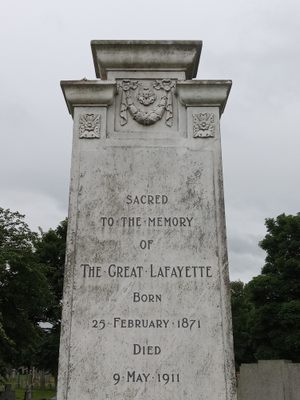 SACRED
TO THE MEMORY
OF
THE GREAT LAFAYETTE
BORN
25·FEBRUARY·1871
DIED
9·MAY·1911